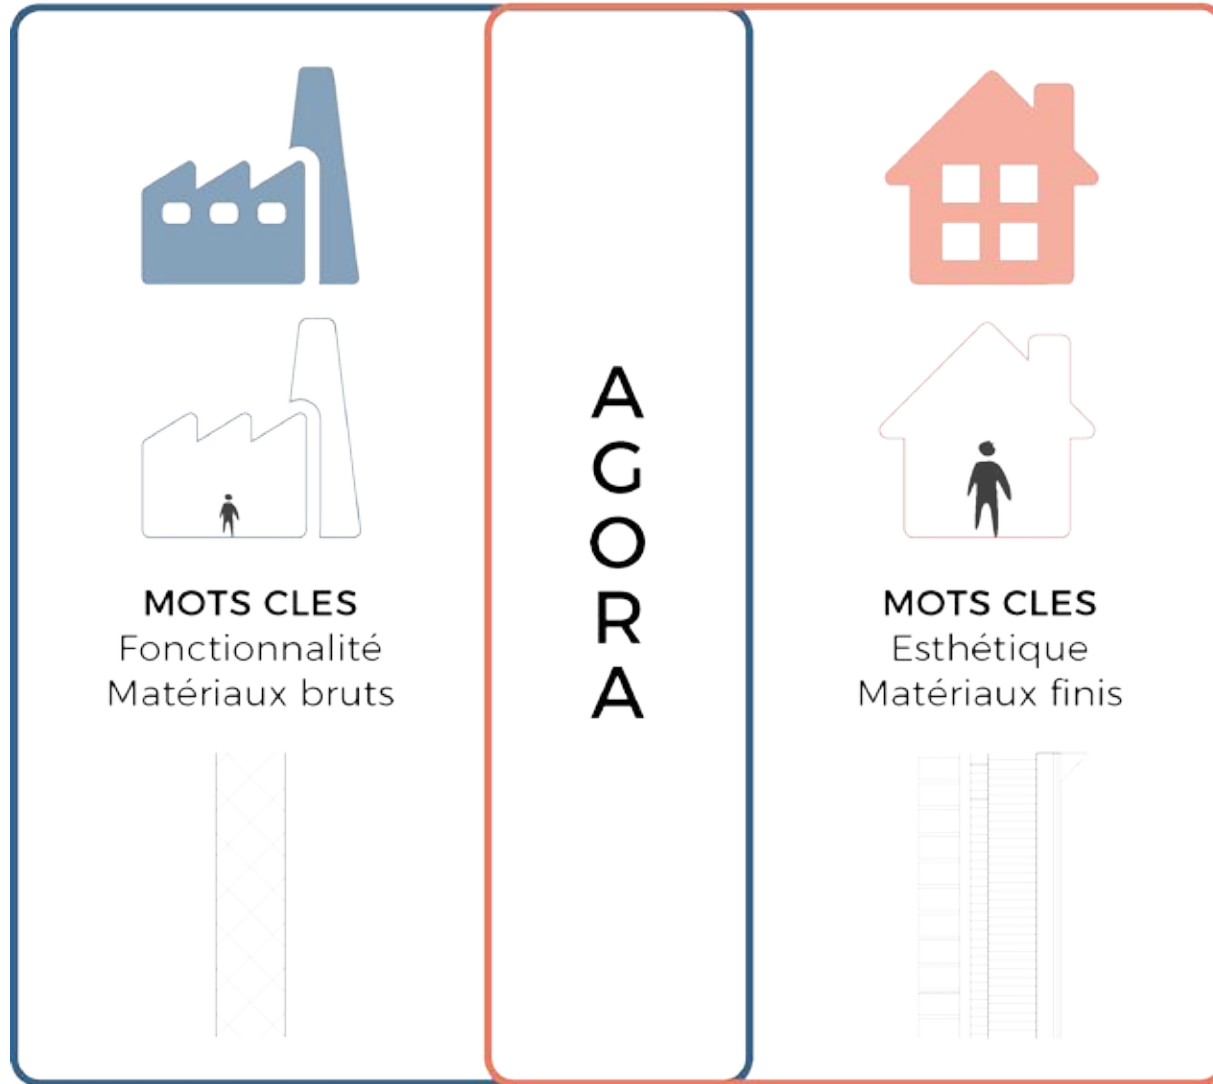 A
G
O
R
A
MOTS CLES
Fonctionnalité
Matériaux bruts
MOTS CLES
Esthétique
Matériaux finis